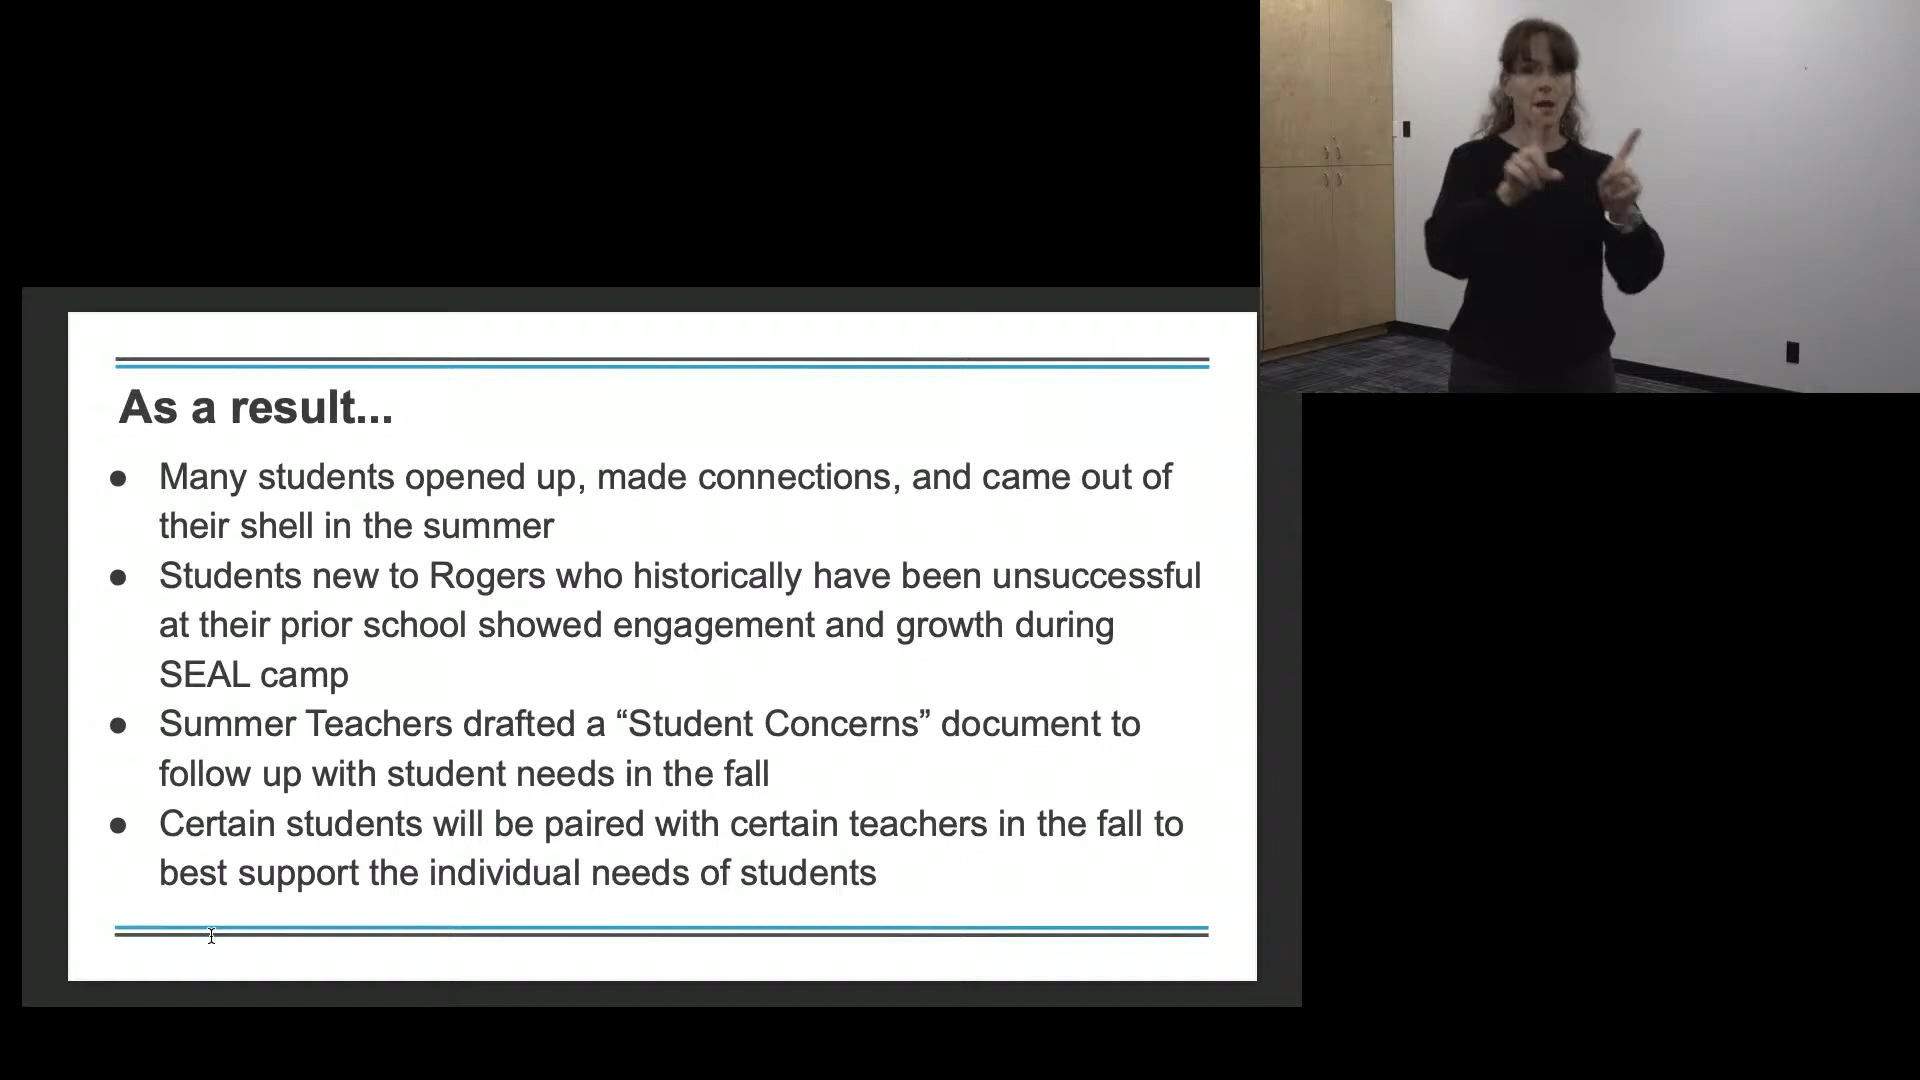 As a result...
● Many students opened up, made connections, and came out of
their shell in the summer
● Students new to Rogers who historically have been unsuccessful
at their prior school showed engagement and growth during
SEAL camp
● Summer Teachers drafted a “Student Concerns” document to
follow up with student needs in the fall
● Certain students will be paired with certain teachers in the fall to
best support the individual needs of students